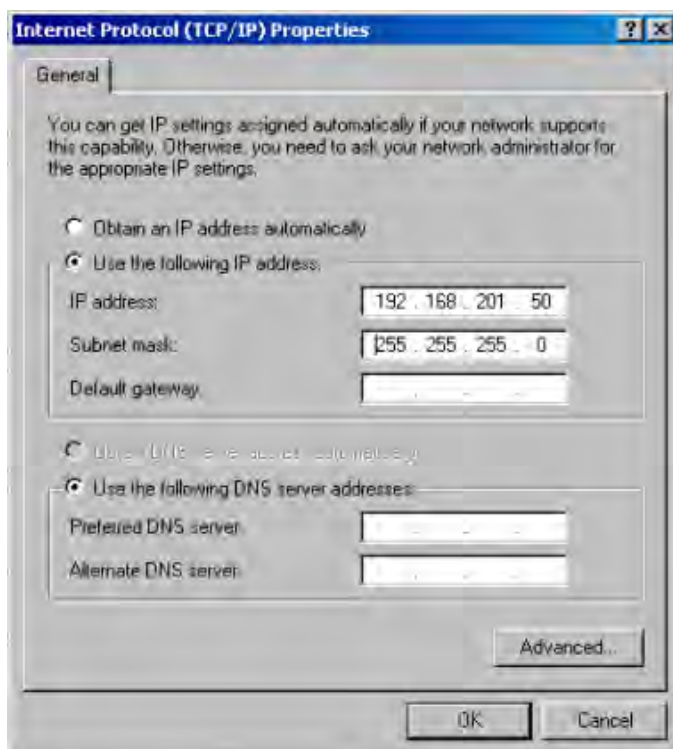 Internet Protocol (TCP/IP) Properties
General
You can get IP settings assigned automatically if your network supports
this capability. Otherwise, you need to ask your network administrator for
the appropriate IP settings.
Obtain an IP address automatically
Use the following IP address:
IP address: 192 . 168 . 201 . 50
Subnet mask: 255 . 255 . 255 . 0
Default gateway: . . .
Use the following DNS server addresses:
Preferred DNS server: . . .
Alternate DNS server: . . .
Advanced...
OK Cancel